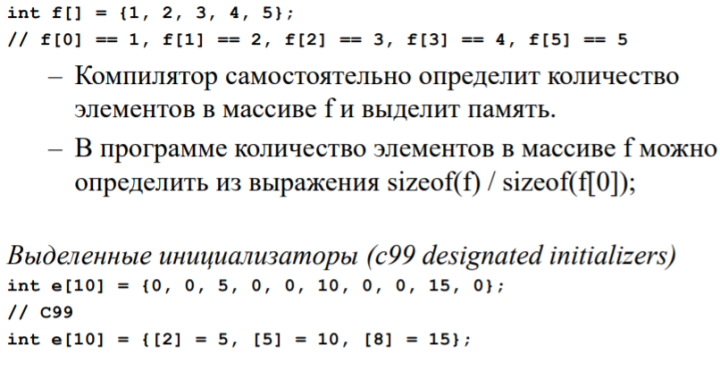 int f[] = {1, 2, 3, 4, 5};
// f[0] == 1, f[1] == 2, f[2] == 3, f[3] == 4, f[5] == 5
– Компилятор самостоятельно определит количество
элементов в массиве f и выделит память.
– В программе количество элементов в массиве f можно
определить из выражения sizeof(f) / sizeof(f[0]);
Выделенные инициализаторы (c99 designated initializers)
int e[10] = {0, 0, 5, 0, 0, 10, 0, 0, 15, 0};
// C99
int e[10] = {[2] = 5, [5] = 10, [8] = 15};